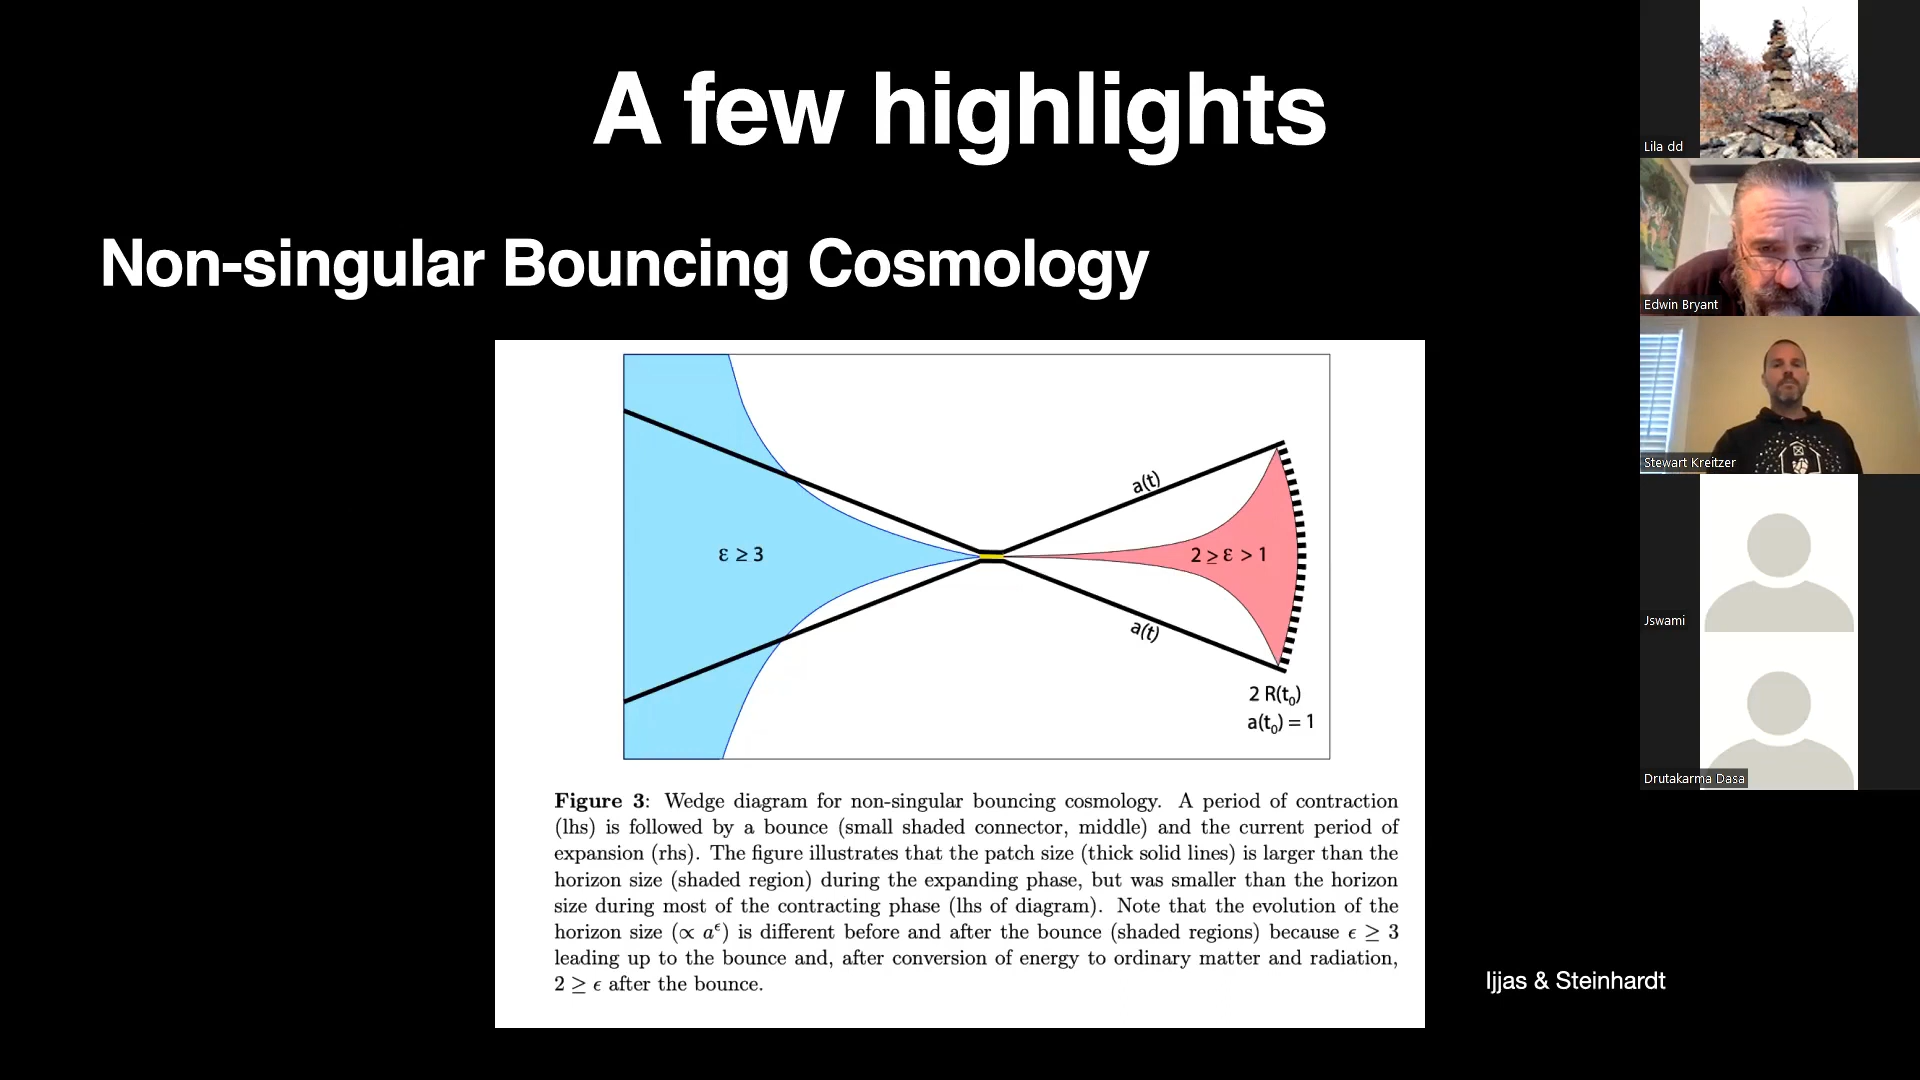 A few highlights
Non-singular Bouncing Cosmology
a(t)
ε ≥ 3
2 ≥ ε > 1
a(t)
2 R(t₀)
a(t₀) = 1
Figure 3: Wedge diagram for non-singular bouncing cosmology. A period of contraction
(lhs) is followed by a bounce (small shaded connector, middle) and the current period of
expansion (rhs). The figure illustrates that the patch size (thick solid lines) is larger than the
horizon size (shaded region) during the expanding phase, but was smaller than the horizon
size during most of the contracting phase (lhs of diagram). Note that the evolution of the
horizon size (∝ aᵋ) is different before and after the bounce (shaded regions) because ϵ ≥ 3
leading up to the bounce and, after conversion of energy to ordinary matter and radiation,
2 ≥ ϵ after the bounce.
Ijjas & Steinhardt
Lila dd
Edwin Bryant
Stewart Kreitzer
Jswami
Drutakarma Dasa